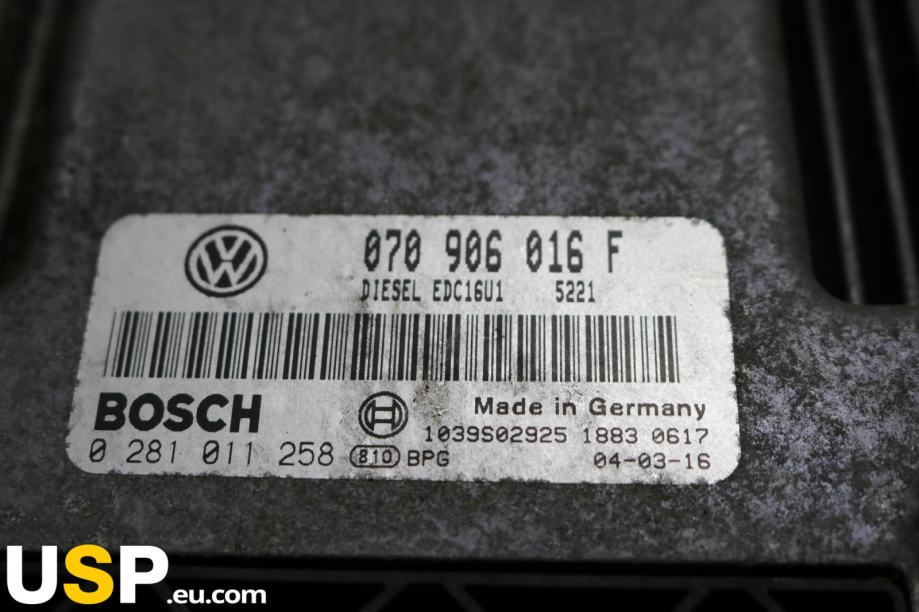 070 906 016 F
DIESEL EDC16U1 5221
BOSCH
Made in Germany
0 281 011 258 810 BPG
1039S02925 1883 0617
04-03-16
USP.eu.com